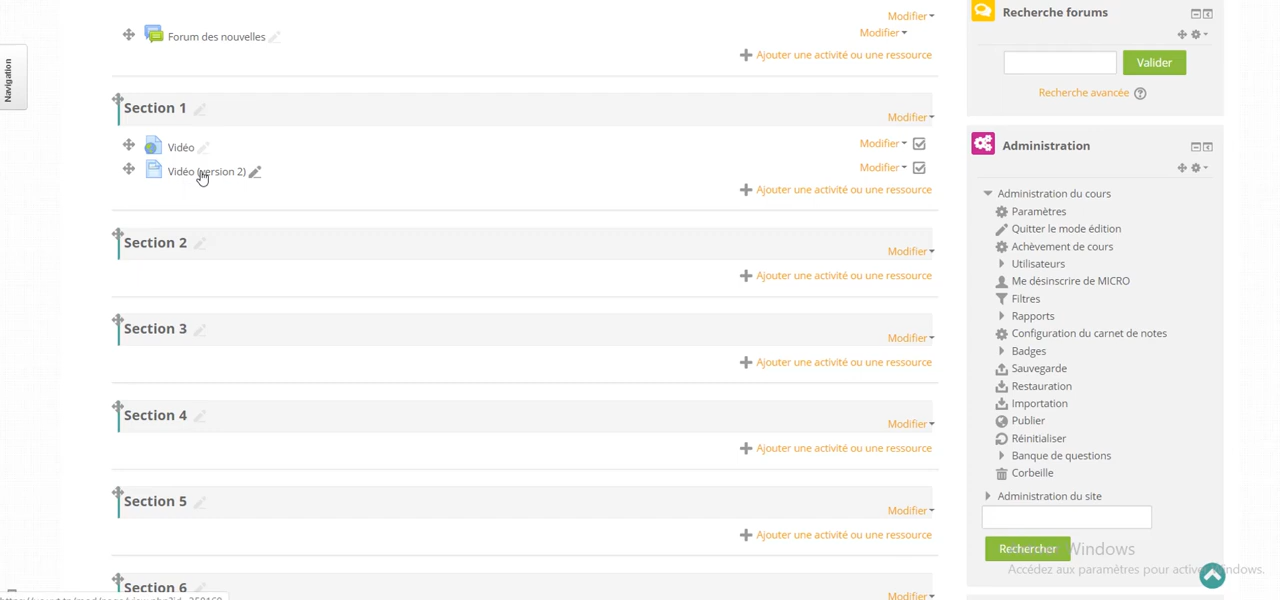 Modifier
Forum des nouvelles
Modifier
Ajouter une activité ou une ressource
Section 1
Modifier
Vidéo
Modifier
Vidéo (version 2)
Modifier
Ajouter une activité ou une ressource
Section 2
Modifier
Ajouter une activité ou une ressource
Section 3
Modifier
Ajouter une activité ou une ressource
Section 4
Modifier
Ajouter une activité ou une ressource
Section 5
Modifier
Ajouter une activité ou une ressource
Section 6
Modifier
Navigation
Recherche forums
Valider
Recherche avancée
Administration
Administration du cours
Paramètres
Quitter le mode édition
Achèvement de cours
Utilisateurs
Me désinscrire de MICRO
Filtres
Rapports
Configuration du carnet de notes
Badges
Sauvegarde
Restauration
Importation
Publier
Réinitialiser
Banque de questions
Corbeille
Administration du site
Rechercher
Windows
Accédez aux paramètres pour activer Windows.